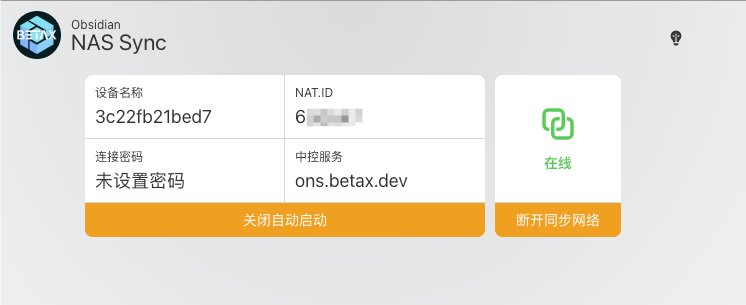 BETAX
Obsidian
NAS Sync
设备名称
3c22fb21bed7
NAT.ID
6
连接密码
未设置密码
中控服务
ons.betax.dev
关闭自动启动
在线
断开同步网络